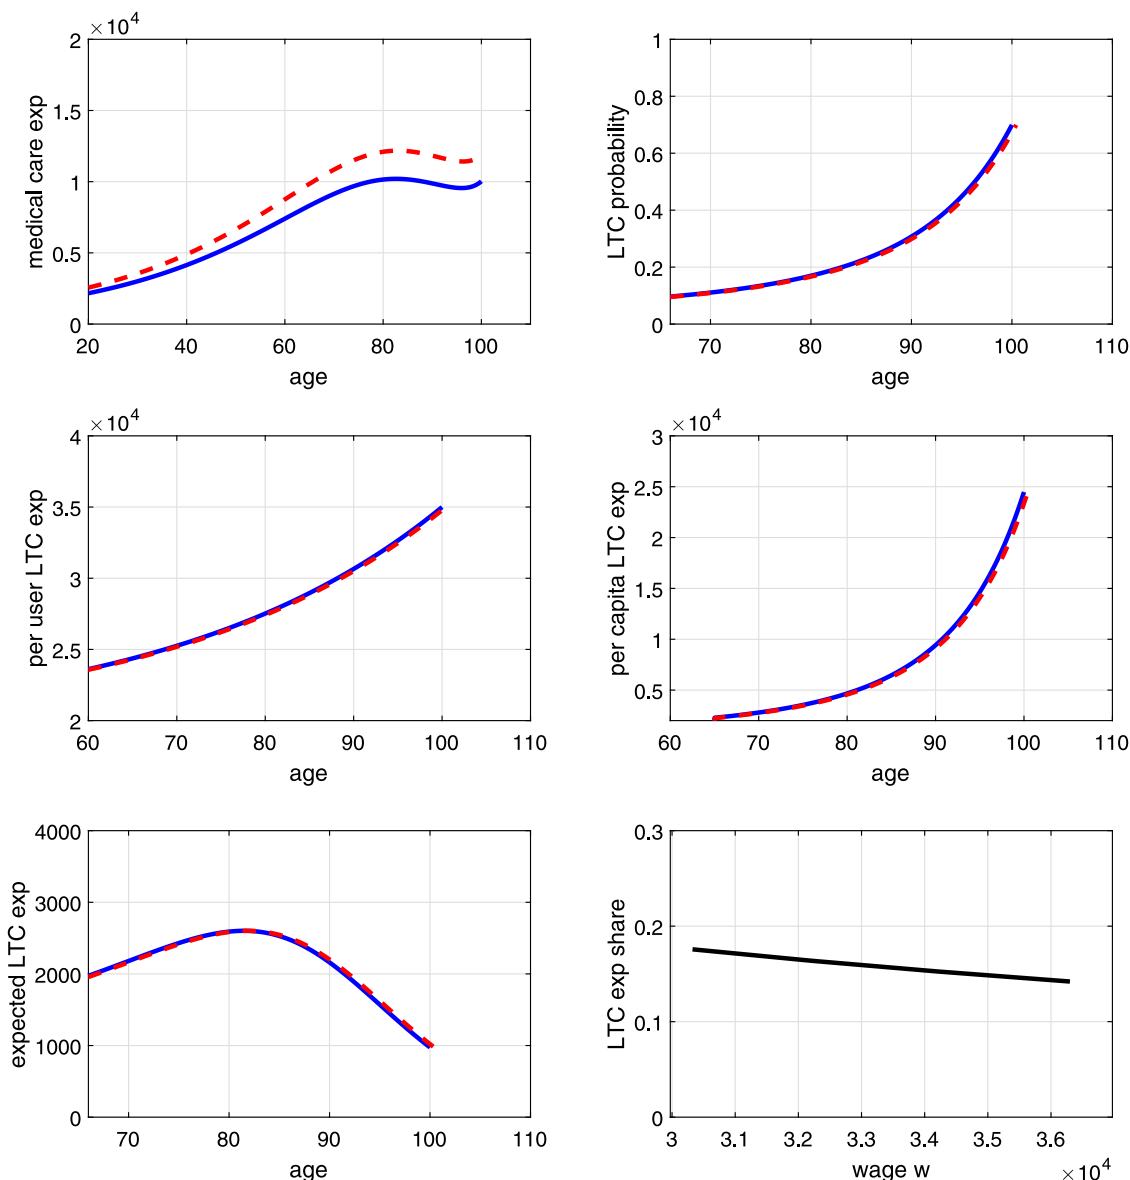 ×10^4
2
1.5
1
0.5
0
20 40 60 80 100
age
medical care exp
1
0.8
0.6
0.4
0.2
0
70 80 90 100 110
age
LTC probability
×10^4
4
3.5
3
2.5
2
60 70 80 90 100 110
age
per user LTC exp
×10^4
3
2.5
2
1.5
1
0.5
60 70 80 90 100 110
age
per capita LTC exp
4000
3000
2000
1000
0
70 80 90 100 110
age
expected LTC exp
0.3
0.2
0.1
0
3 3.1 3.2 3.3 3.4 3.5 3.6
wage w
×10^4
LTC exp share